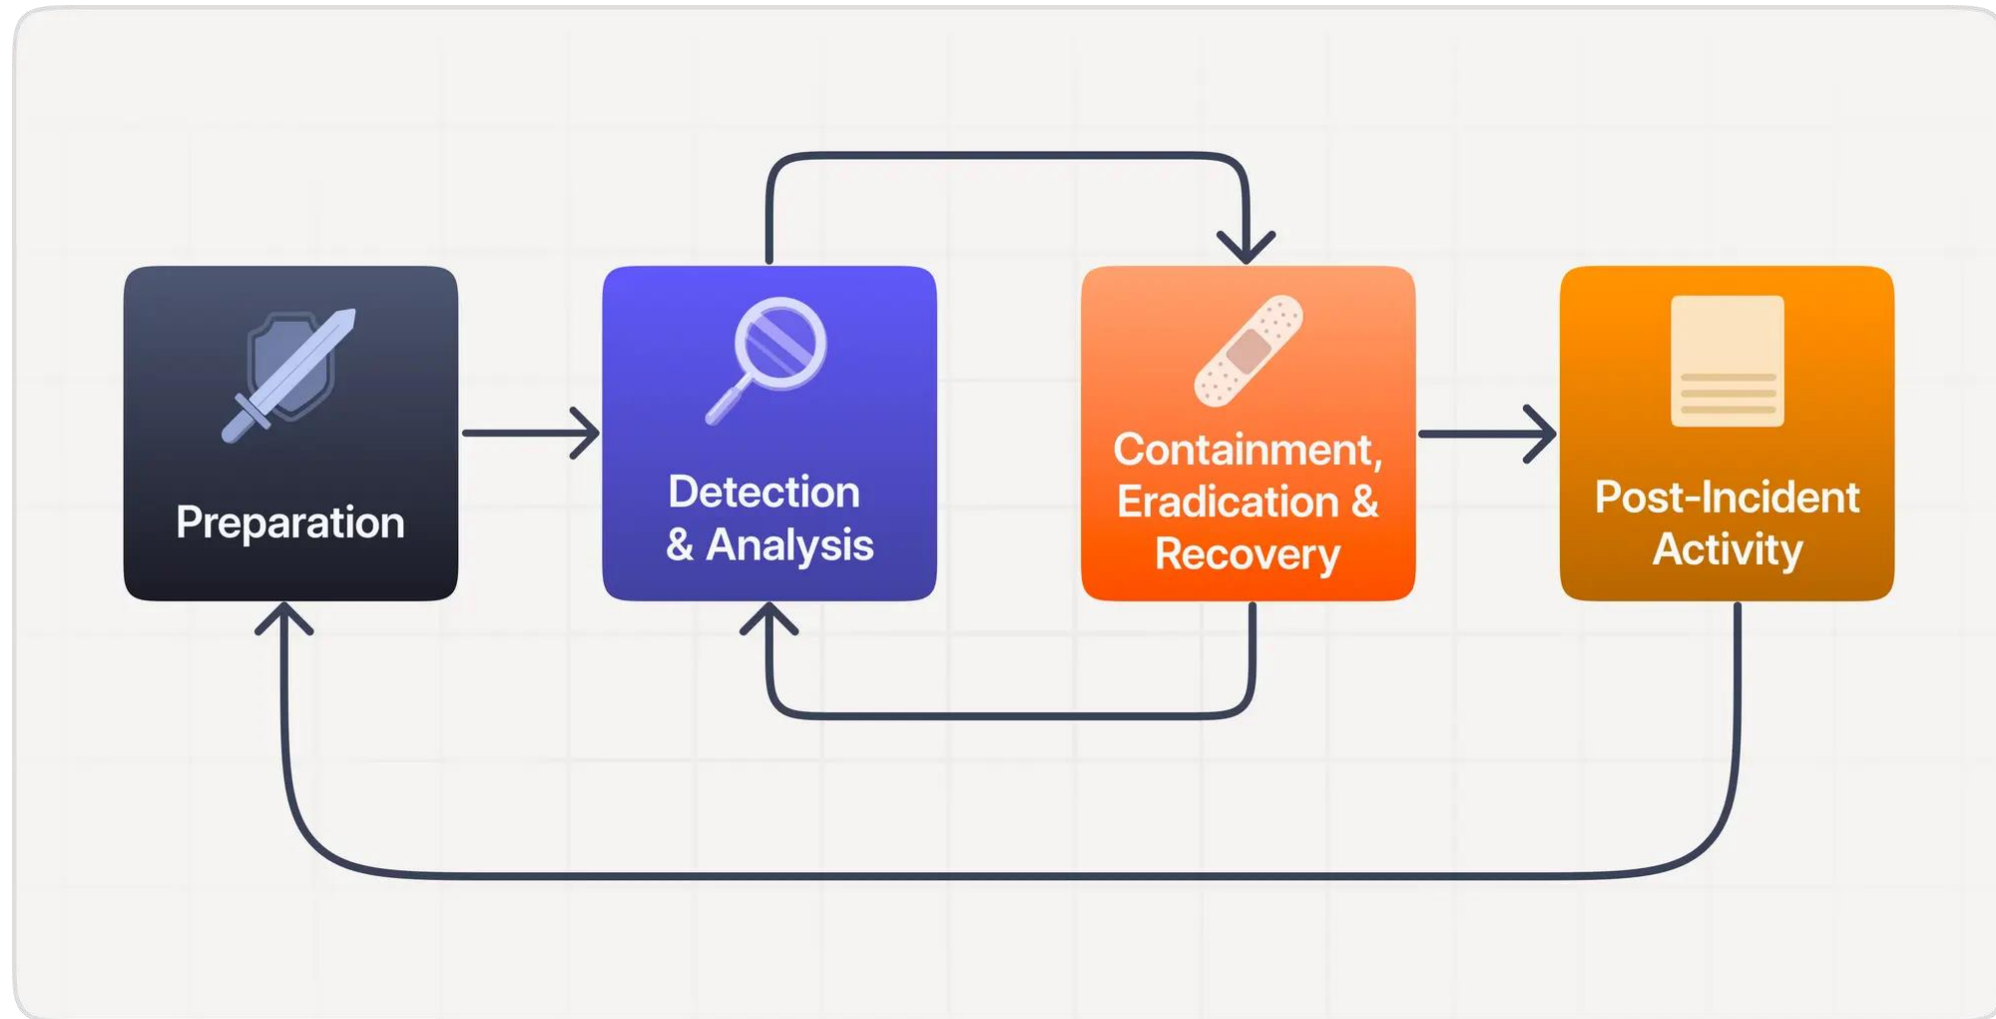 Preparation
Detection
& Analysis
Containment,
Eradication &
Recovery
Post-Incident
Activity